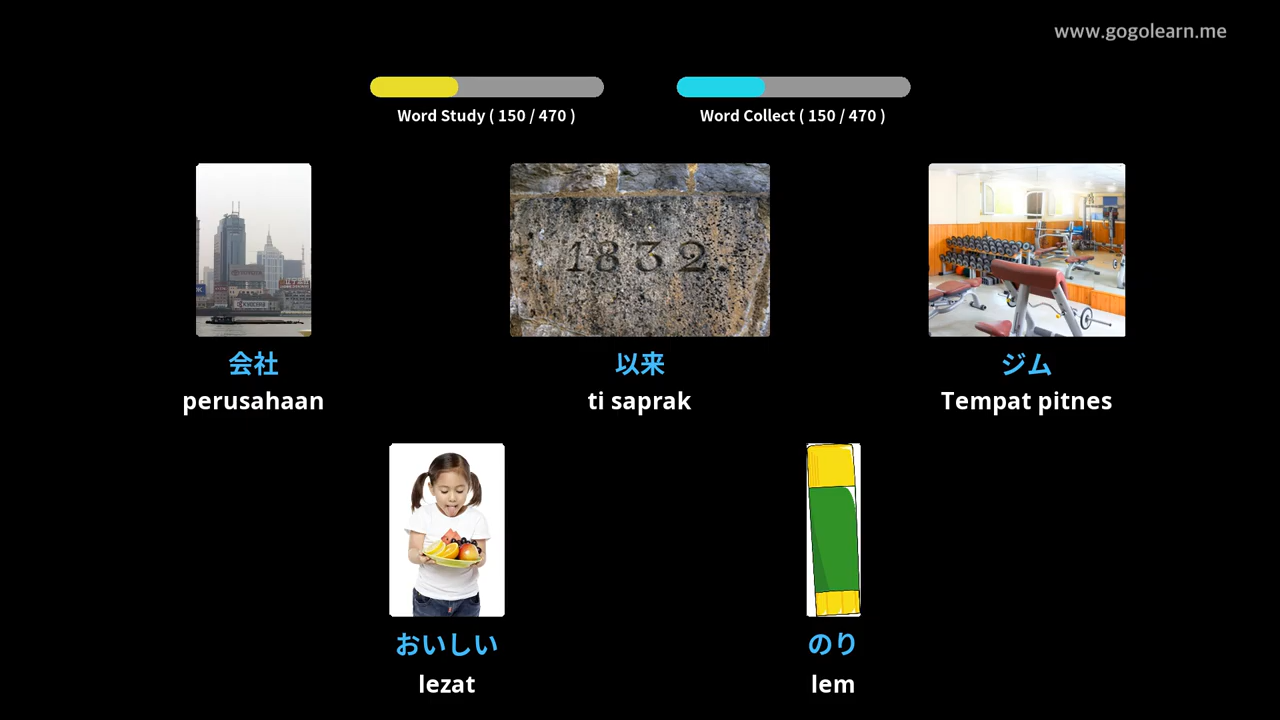 www.gogolearn.me
Word Study ( 150 / 470 )
Word Collect ( 150 / 470 )
TOYOTA
1832.
会社
以来
ジム
perusahaan
ti saprak
Tempat pitnes
おいしい
のり
lezat
lem